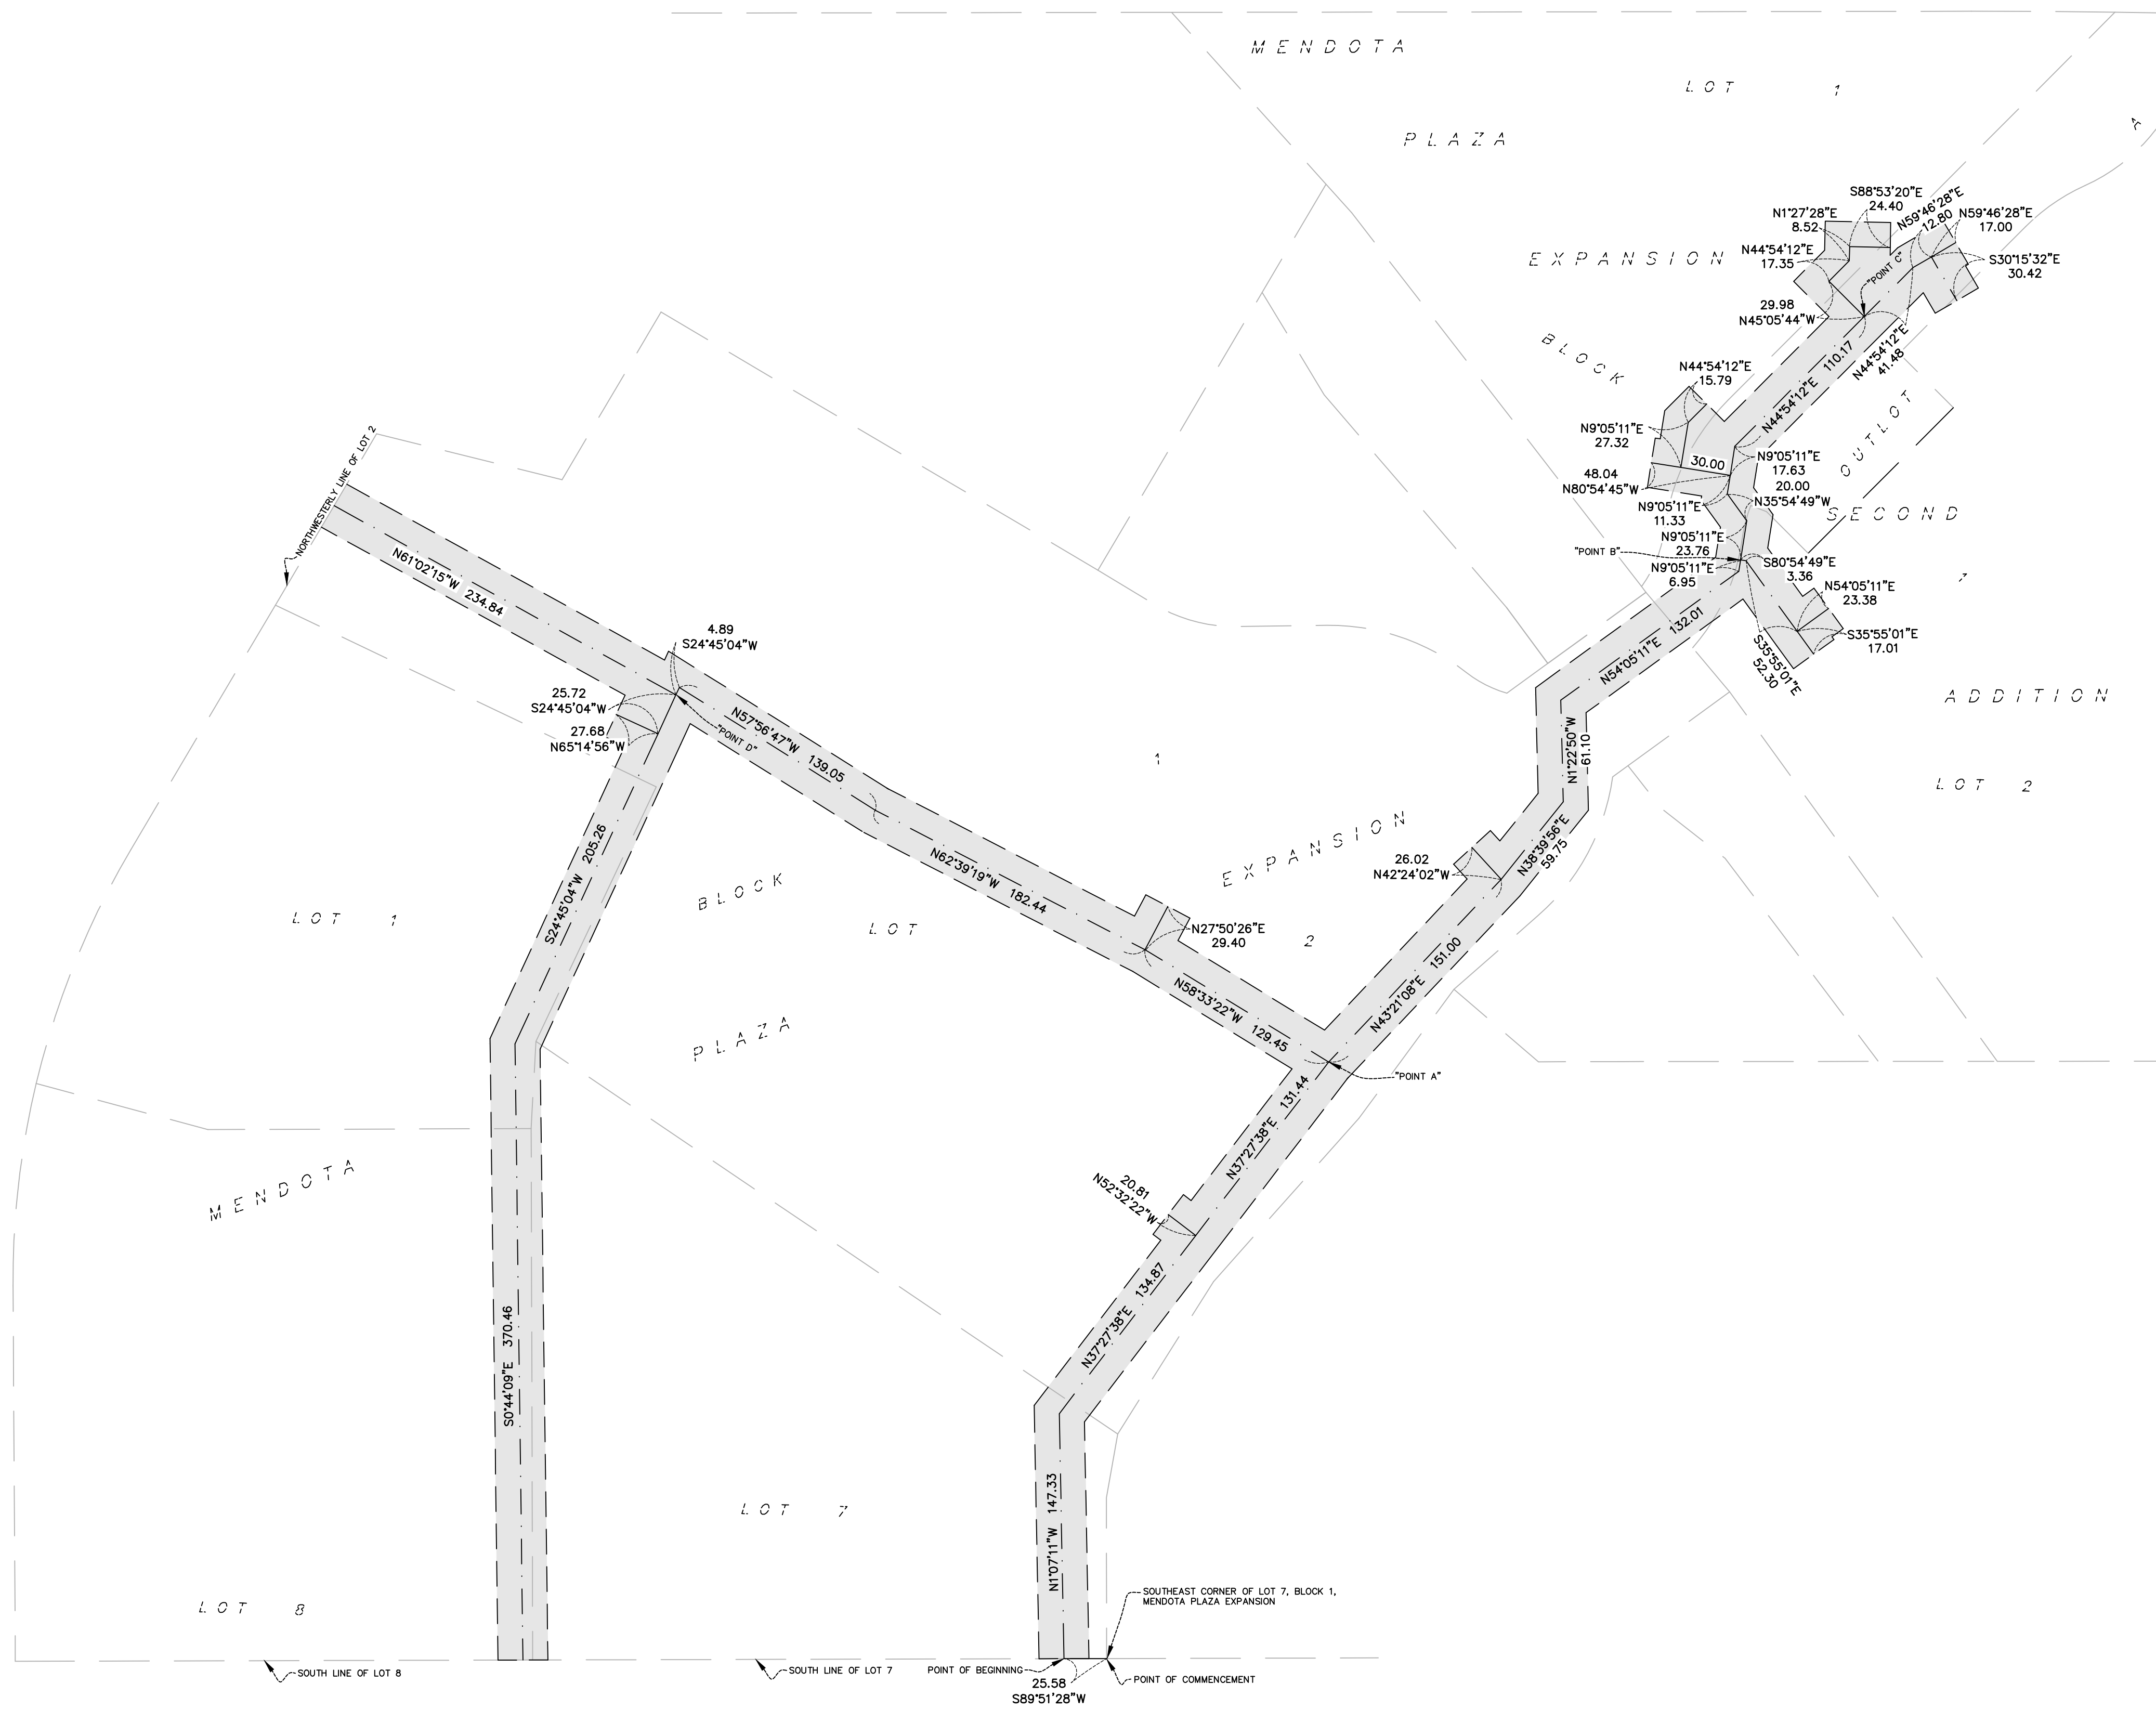 MENDOTA
LOT 1
PLAZA
A
EXPANSION
BLOCK
S88°53'20"E
24.40
N1°27'28"E
8.52
N59°46'28"E
12.80
N59°46'28"E
17.00
N44°54'12"E
17.35
"POINT C"
S30°15'32"E
30.42
29.98
N45°05'44"W
N44°54'12"E 110.17
N44°54'12"E
41.48
N44°54'12"E
15.79
OUTLOT
N9°05'11"E
27.32
30.00
N9°05'11"E
17.63
48.04
N80°54'45"W
20.00
N35°54'49"W
N9°05'11"E
11.33
SECOND
N9°05'11"E
23.76
"POINT B"
S80°54'49"E
3.36
N9°05'11"E
6.95
N54°05'11"E
23.38
S35°55'01"E
17.01
S35°55'01"E
52.30
N54°05'11"E 132.01
ADDITION
LOT 2
NORTHWESTERLY LINE OF LOT 2
N61°02'15"W 234.84
4.89
S24°45'04"W
25.72
S24°45'04"W
27.68
N65°14'56"W
"POINT D"
N57°56'47"W 139.05
1
N1°22'50"W
61.10
EXPANSION
N38°39'56"E
59.75
26.02
N42°24'02"W
N62°39'19"W 182.44
S24°45'04"W 205.26
BLOCK
LOT 1
LOT 2
N27°50'26"E
29.40
N43°21'08"E 151.00
N58°33'22"W 129.45
PLAZA
"POINT A"
N37°27'38"E 131.44
MENDOTA
20.81
N52°32'22"W
N37°27'38"E 134.87
S0°44'09"E 370.46
LOT 7
N1°07'11"W 147.33
LOT 8
SOUTHEAST CORNER OF LOT 7, BLOCK 1,
MENDOTA PLAZA EXPANSION
SOUTH LINE OF LOT 8
SOUTH LINE OF LOT 7
POINT OF BEGINNING
POINT OF COMMENCEMENT
25.58
S89°51'28"W